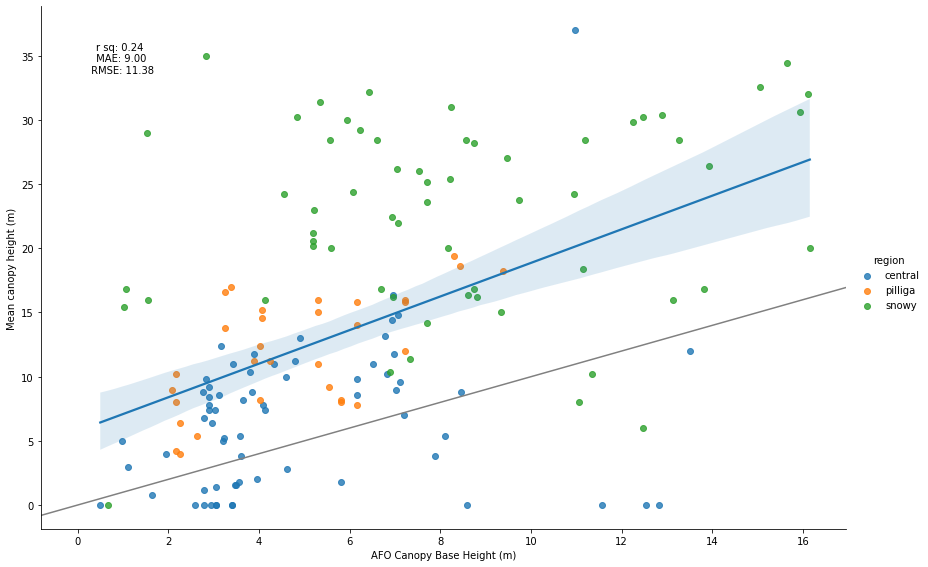 r sq: 0.24
MAE: 9.00
RMSE: 11.38
35
30
25
20
15
10
5
0
Mean canopy height (m)
0 2 4 6 8 10 12 14 16
AFO Canopy Base Height (m)
region
central
pilliga
snowy